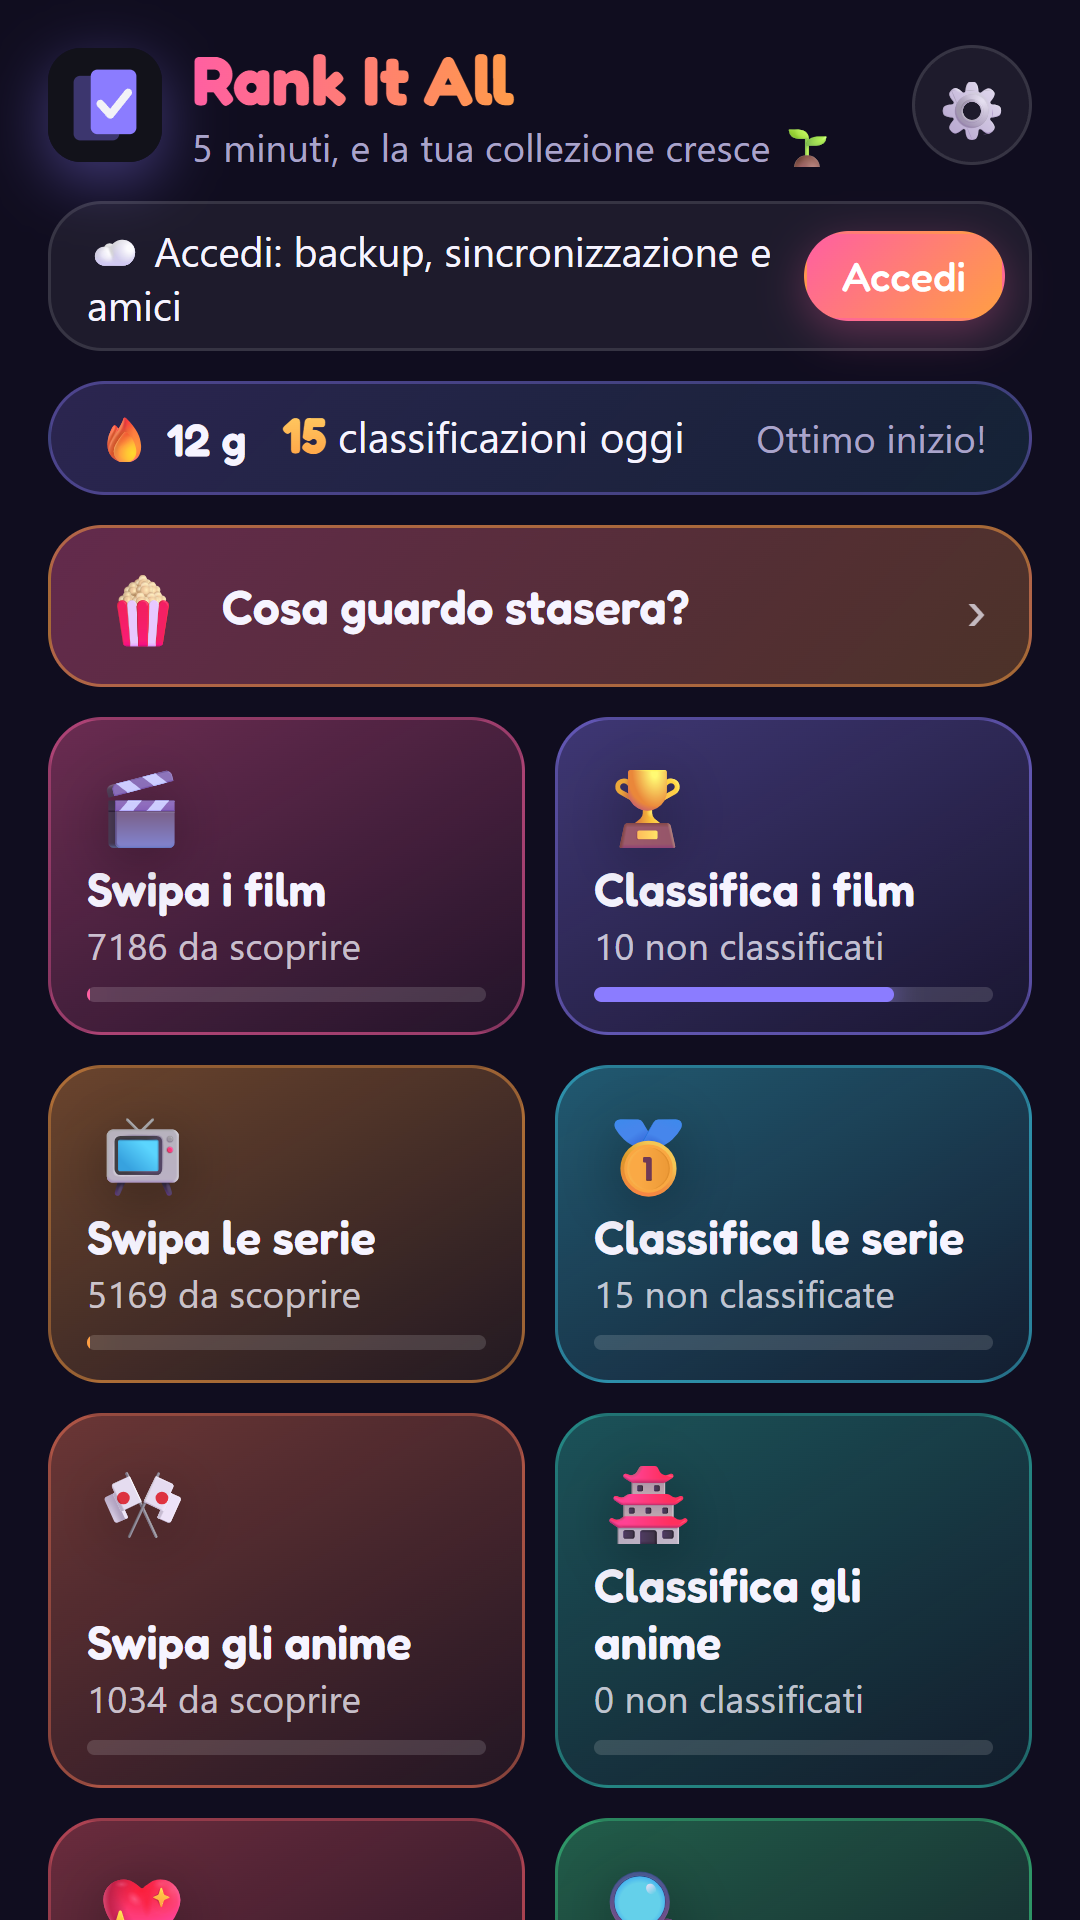 Rank It All
5 minuti, e la tua collezione cresce 🌱
☁️ Accedi: backup, sincronizzazione e
amici
Accedi
🔥 12 g 15 classificazioni oggi Ottimo inizio!
🍿 Cosa guardo stasera? ›
Swipa i film
7186 da scoprire
Classifica i film
10 non classificati
Swipa le serie
5169 da scoprire
1
Classifica le serie
15 non classificate
Swipa gli anime
1034 da scoprire
Classifica gli
anime
0 non classificati